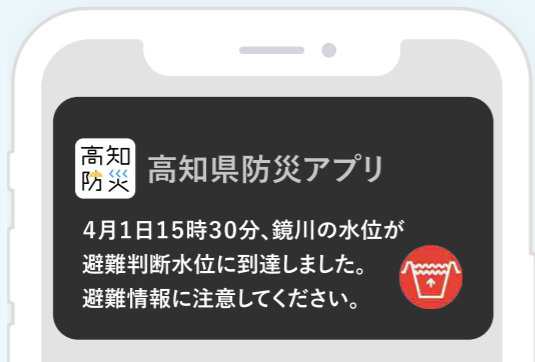 高知
防災
高知県防災アプリ
4月1日15時30分、鏡川の水位が
避難判断水位に到達しました。
避難情報に注意してください。